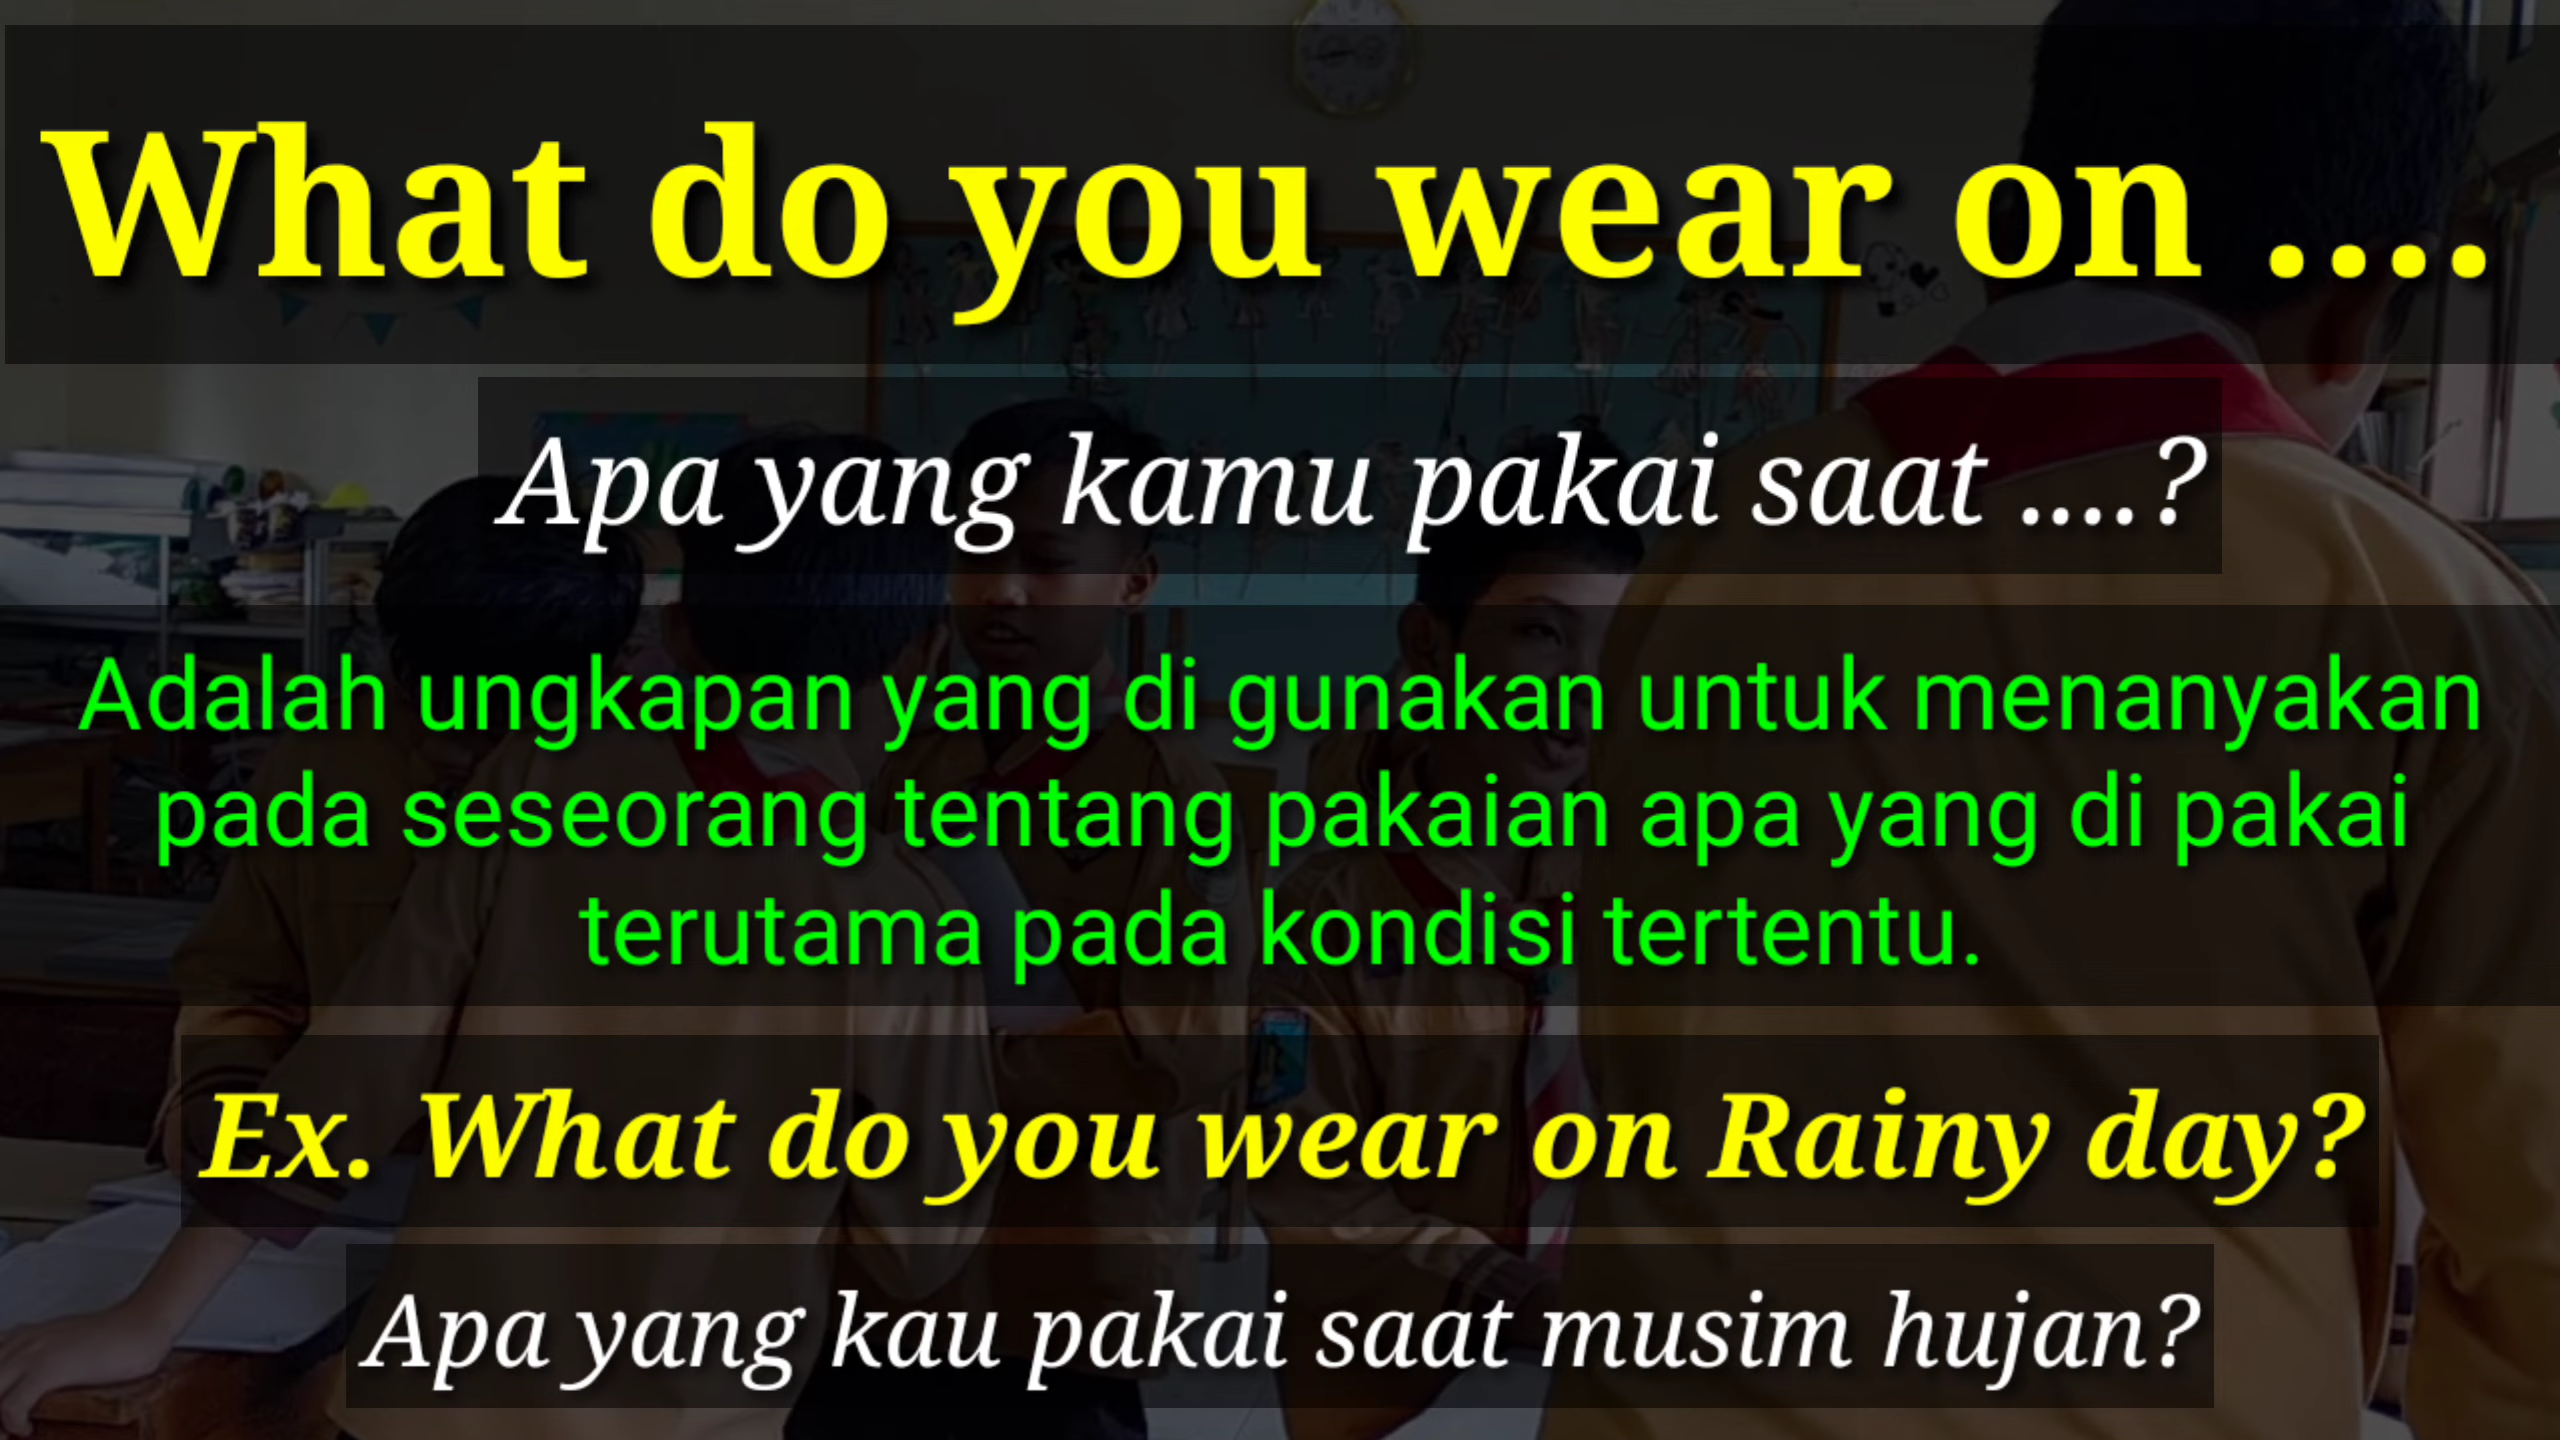 What do you wear on ....
Apa yang kamu pakai saat ....?
Adalah ungkapan yang di gunakan untuk menanyakan
pada seseorang tentang pakaian apa yang di pakai
terutama pada kondisi tertentu.
Ex. What do you wear on Rainy day?
Apa yang kau pakai saat musim hujan?